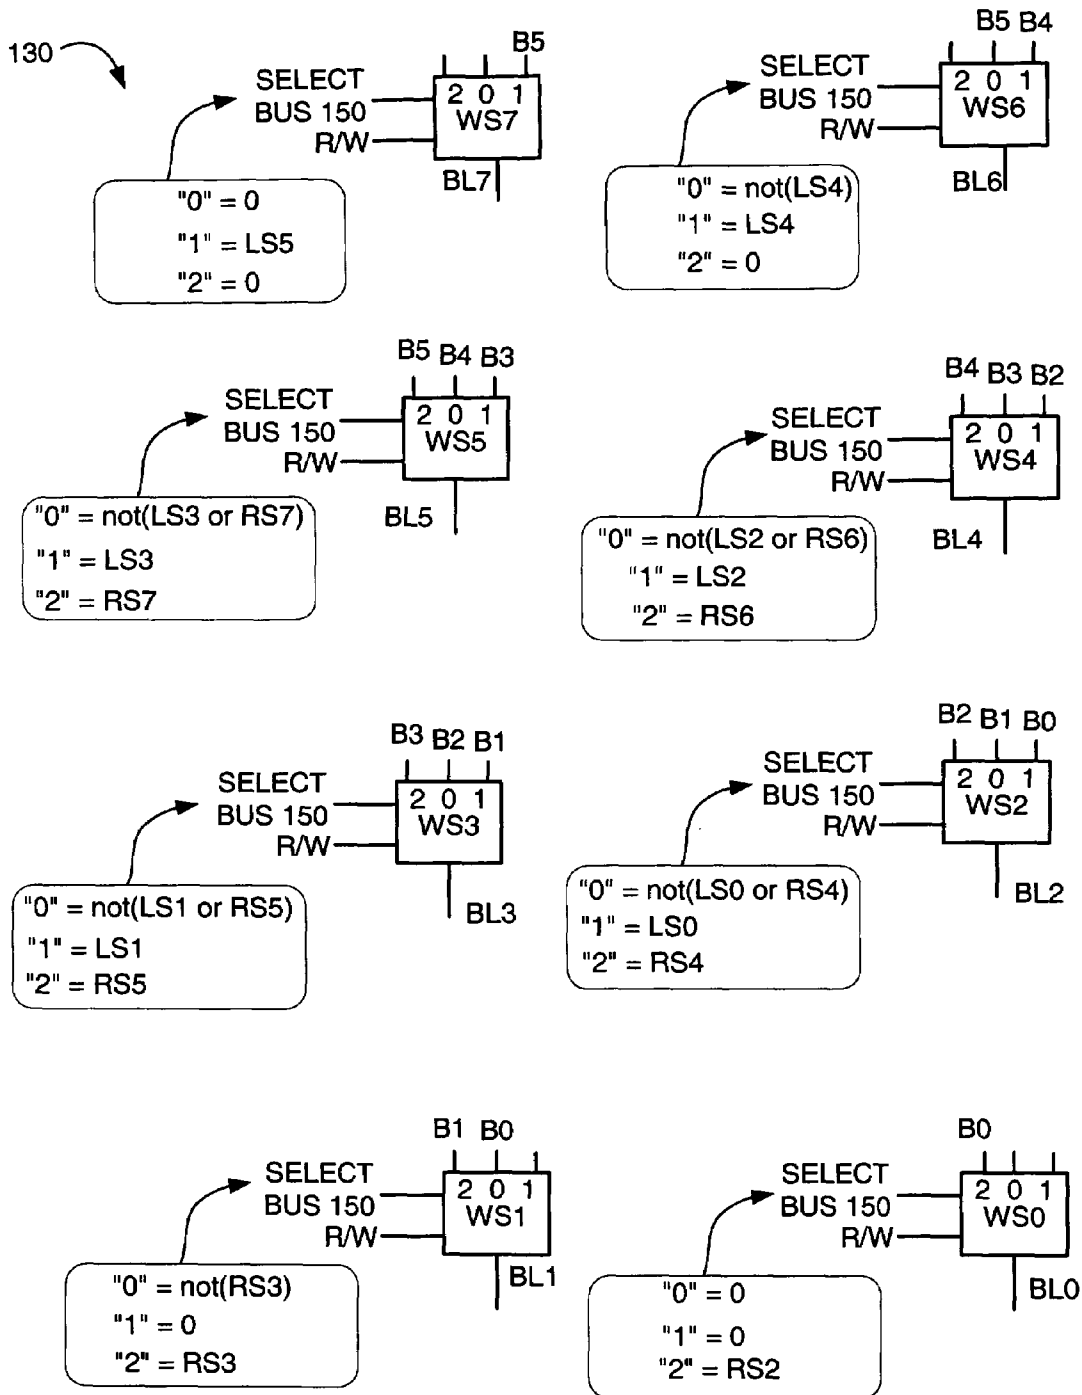 130
B5
SELECT
BUS 150
R/W
2 0 1
WS7
BL7
"0" = 0
"1" = LS5
"2" = 0
B5 B4
SELECT
BUS 150
R/W
2 0 1
WS6
BL6
"0" = not(LS4)
"1" = LS4
"2" = 0
B5 B4 B3
SELECT
BUS 150
R/W
2 0 1
WS5
BL5
"0" = not(LS3 or RS7)
"1" = LS3
"2" = RS7
B4 B3 B2
SELECT
BUS 150
R/W
2 0 1
WS4
BL4
"0" = not(LS2 or RS6)
"1" = LS2
"2" = RS6
B3 B2 B1
SELECT
BUS 150
R/W
2 0 1
WS3
BL3
"0" = not(LS1 or RS5)
"1" = LS1
"2" = RS5
B2 B1 B0
SELECT
BUS 150
R/W
2 0 1
WS2
BL2
"0" = not(LS0 or RS4)
"1" = LS0
"2" = RS4
B1 B0
SELECT
BUS 150
R/W
2 0 1
WS1
BL1
"0" = not(RS3)
"1" = 0
"2" = RS3
B0
SELECT
BUS 150
R/W
2 0 1
WS0
BL0
"0" = 0
"1" = 0
"2" = RS2